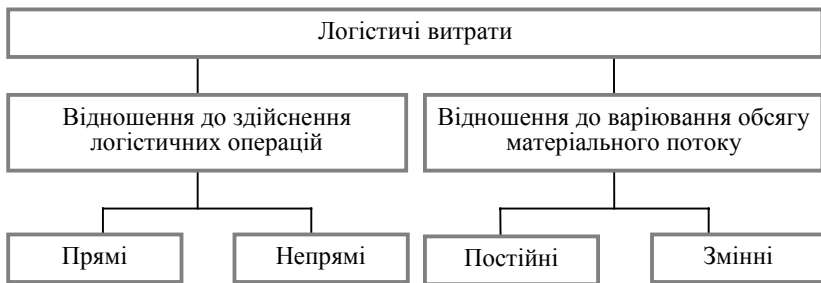 Логістичі витрати
Відношення до здійснення
логістичних операцій
Відношення до варіювання обсягу
матеріального потоку
Прямі
Непрямі
Постійні
Змінні